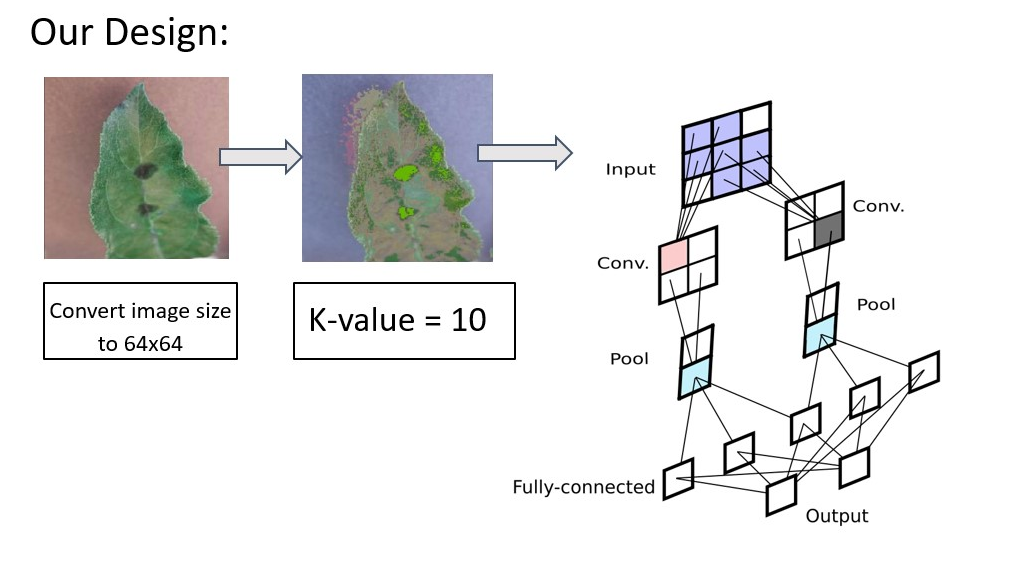 Our Design:
Convert image size
to 64x64
K-value = 10
Input
Conv.
Conv.
Pool
Pool
Fully-connected
Output